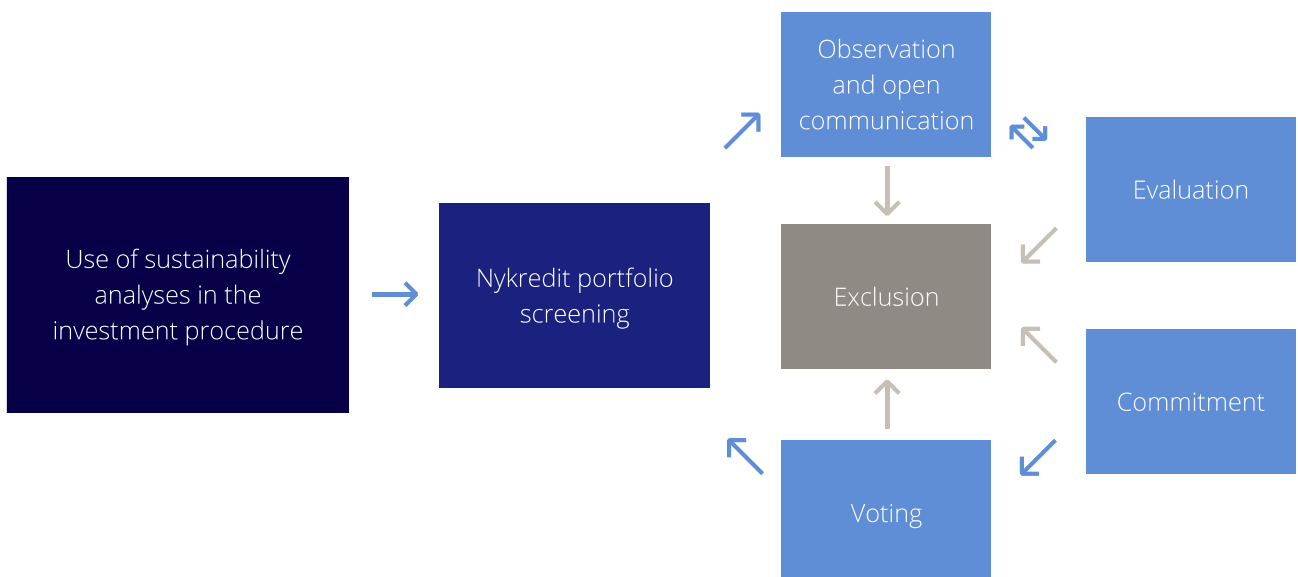 Use of sustainability
analyses in the
investment procedure
Nykredit portfolio
screening
Observation
and open
communication
Evaluation
Exclusion
Commitment
Voting